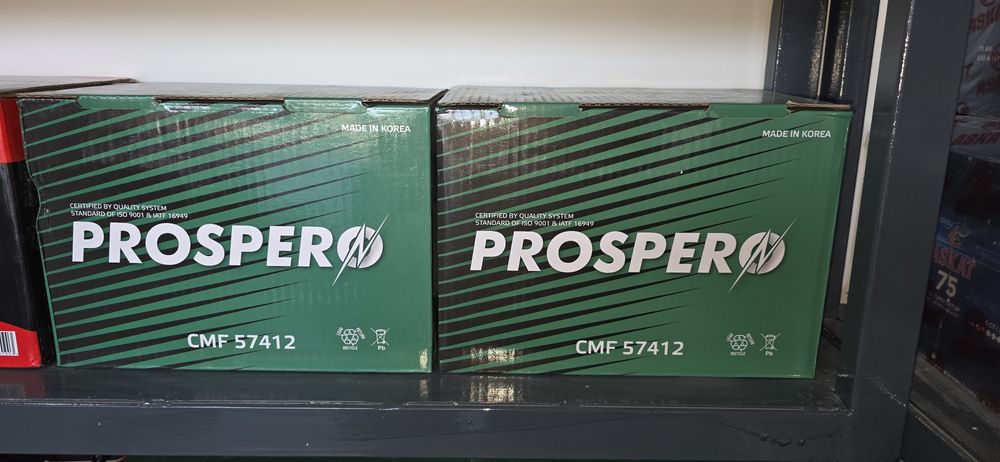 MADE IN KOREA
CERTIFIED BY QUALITY SYSTEM
STANDARD OF ISO 9001 & IATF 16949
PROSPERO
CMF 57412
RECYCLE
Pb
MADE IN KOREA
CERTIFIED BY QUALITY SYSTEM
STANDARD OF ISO 9001 & IATF 16949
PROSPERO
CMF 57412
RECYCLE
Pb
ASKAT
75